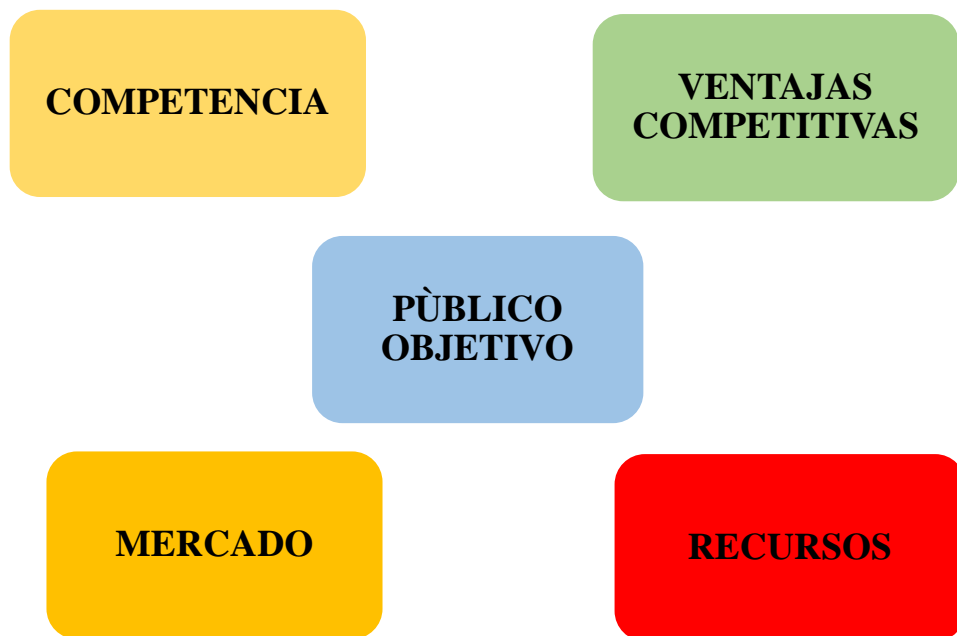 COMPETENCIA
VENTAJAS
COMPETITIVAS
PÙBLICO
OBJETIVO
MERCADO
RECURSOS